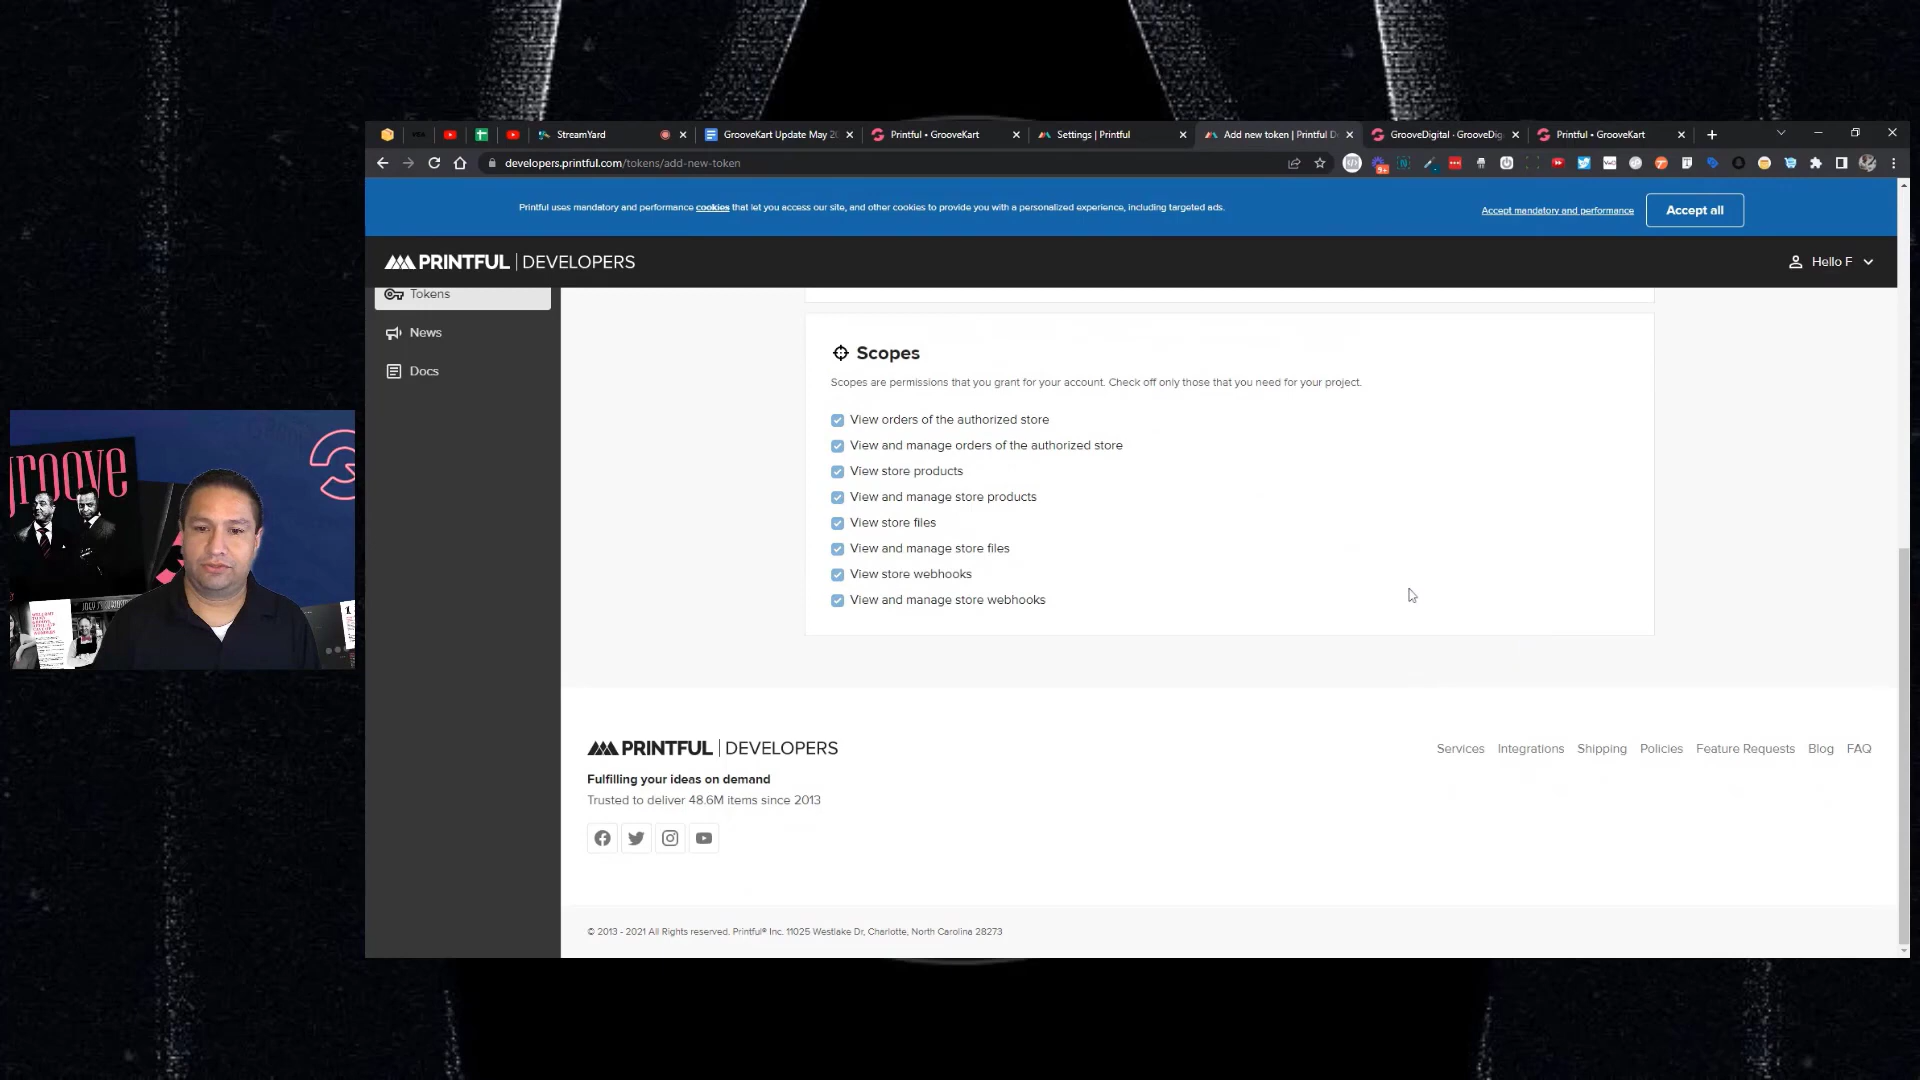 StreamYard
GrooveKart Update May 2
Printful • GrooveKart
Settings | Printful
Add new token | Printful D
GrooveDigital · GrooveDig
Printful • GrooveKart
developers.printful.com/tokens/add-new-token
Printful uses mandatory and performance cookies that let you access our site, and other cookies to provide you with a personalized experience, including targeted ads.
Accept mandatory and performance
Accept all
PRINTFUL | DEVELOPERS
Hello F
Tokens
News
Docs
Scopes
Scopes are permissions that you grant for your account. Check off only those that you need for your project.
View orders of the authorized store
View and manage orders of the authorized store
View store products
View and manage store products
View store files
View and manage store files
View store webhooks
View and manage store webhooks
groove
PRINTFUL | DEVELOPERS
Fulfilling your ideas on demand
Trusted to deliver 48.6M items since 2013
Services
Integrations
Shipping
Policies
Feature Requests
Blog
FAQ
© 2013 - 2021 All Rights reserved. Printful® Inc. 11025 Westlake Dr, Charlotte, North Carolina 28273